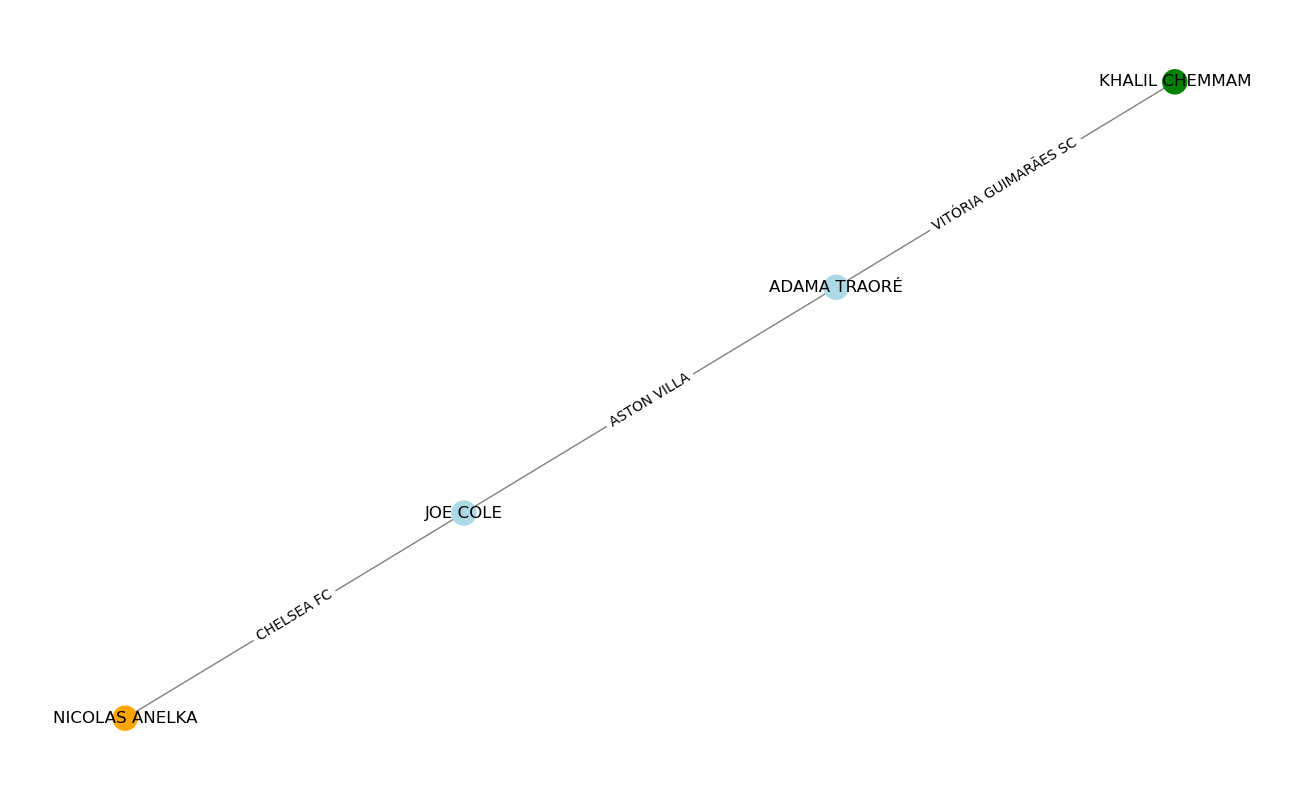 KHALIL CHEMMAM
VITÓRIA GUIMARÃES SC
ADAMA TRAORÉ
ASTON VILLA
JOE COLE
CHELSEA FC
NICOLAS ANELKA